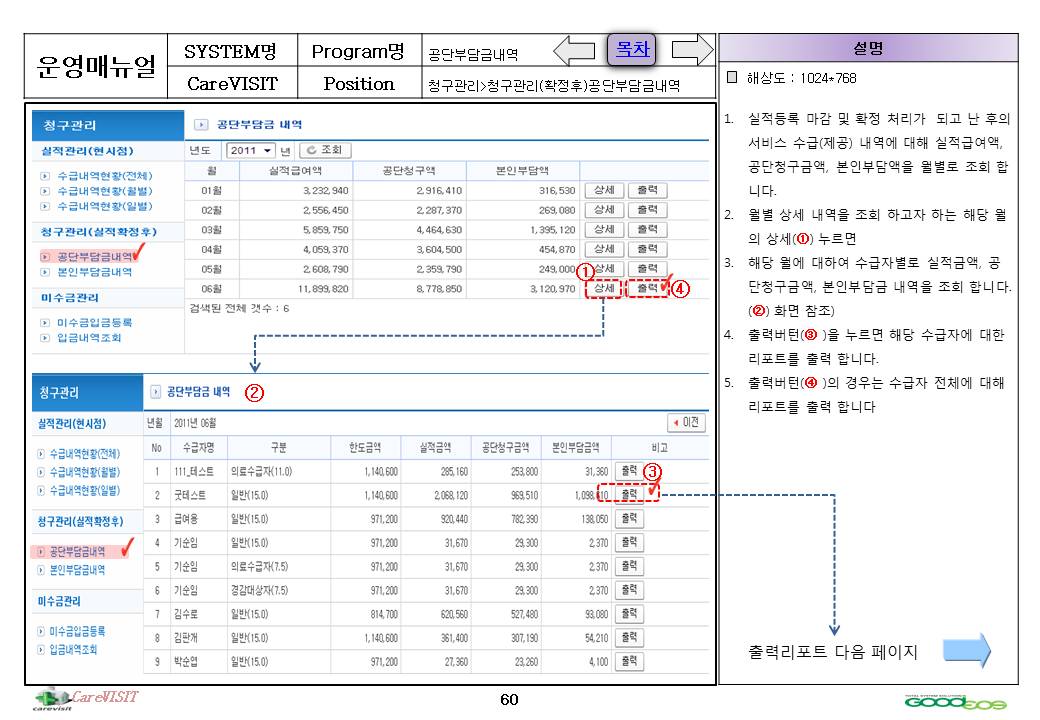 운영매뉴얼
SYSTEM명 Program명 공단부담금내역 목차
CareVISIT Position 청구관리>청구관리(확정후)공단부담금내역
청구관리
실적관리(현시점)
수급내역현황(전체)
수급내역현황(월별)
수급내역현황(일별)
청구관리(실적확정후)
공단부담금내역
본인부담금내역
미수금관리
미수금입금등록
입금내역조회
공단부담금 내역
년도 2011 년 조회
월 실적급여액 공단청구액 본인부담액
01월 3,232,940 2,916,410 316,530 상세 출력
02월 2,556,450 2,287,370 269,080 상세 출력
03월 5,859,750 4,464,630 1,395,120 상세 출력
04월 4,059,370 3,604,500 454,870 상세 출력
05월 2,608,790 2,359,790 249,000 상세 출력
①
06월 11,899,820 8,778,850 3,120,970 상세 출력 ④
검색된 전체 갯수 : 6
청구관리
실적관리(현시점)
수급내역현황(전체)
수급내역현황(월별)
수급내역현황(일별)
청구관리(실적확정후)
공단부담금내역
본인부담금내역
미수금관리
미수금입금등록
입금내역조회
공단부담금 내역 ②
년월 2011년 06월 이전
No 수급자명 구분 한도금액 실적금액 공단청구금액 본인부담금액 비고
1 111_테스트 의료수급자(11.0) 1,140,600 285,160 253,800 31,360 출력 ③
2 굿테스트 일반(15.0) 1,140,600 2,068,120 969,510 1,098,610 출력
3 급여용 일반(15.0) 971,200 920,440 782,390 138,050 출력
4 기순임 일반(15.0) 971,200 31,670 29,300 2,370 출력
5 기순임 의료수급자(7.5) 971,200 31,670 29,300 2,370 출력
6 기순임 경감대상자(7.5) 971,200 31,670 29,300 2,370 출력
7 김수로 일반(15.0) 814,700 620,560 527,480 93,080 출력
8 김판개 일반(15.0) 1,140,600 361,400 307,190 54,210 출력
9 박순엽 일반(15.0) 971,200 27,360 23,260 4,100 출력
설명
해상도 : 1024*768
1. 실적등록 마감 및 확정 처리가 되고 난 후의
서비스 수급(제공) 내역에 대해 실적급여액,
공단청구금액, 본인부담액을 월별로 조회 합
니다.
2. 월별 상세 내역을 조회 하고자 하는 해당 월
의 상세(①) 누르면
3. 해당 월에 대하여 수급자별로 실적금액, 공
단청구금액, 본인부담금 내역을 조회 합니다.
(②) 화면 참조)
4. 출력버턴(③ )을 누르면 해당 수급자에 대한
리포트를 출력 합니다.
5. 출력버턴(④ )의 경우는 수급자 전체에 대해
리포트를 출력 합니다
출력리포트 다음 페이지
carevisit
CareVISIT
60
TOTAL SYSTEM SOLUTIONS
GOODEOS